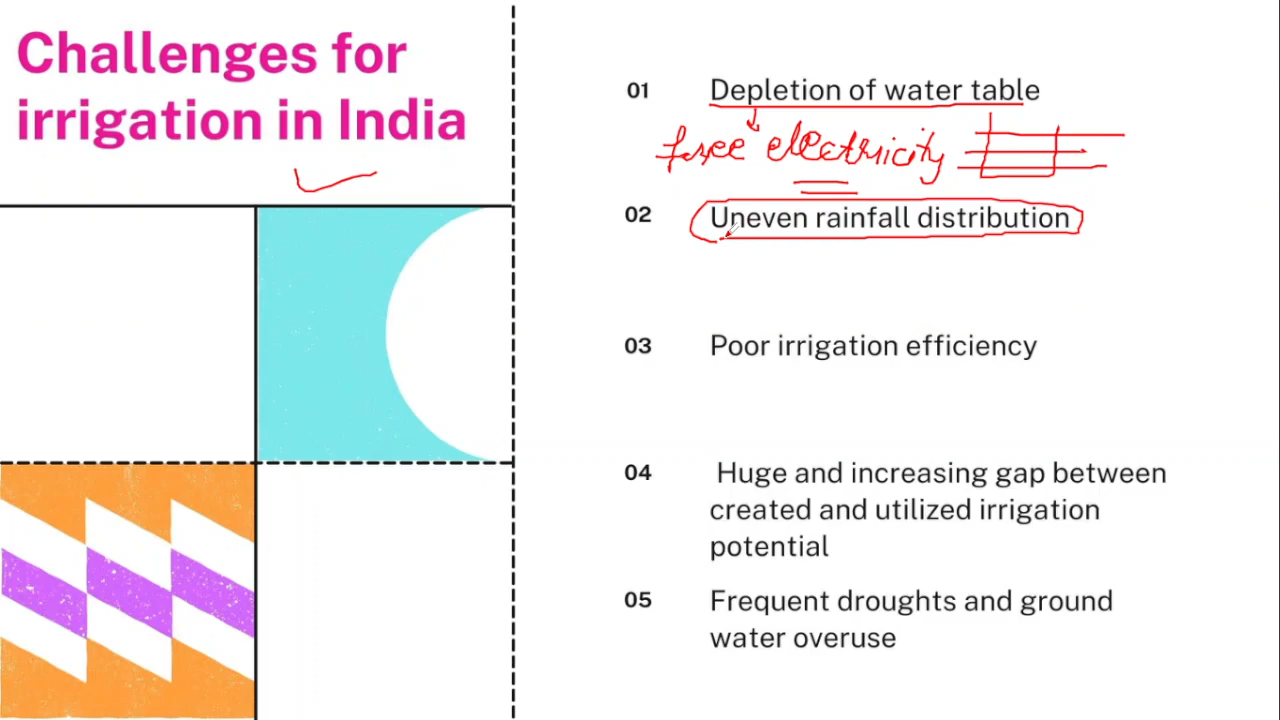 Challenges for
irrigation in India
01 Depletion of water table
free electricity
02 Uneven rainfall distribution
03 Poor irrigation efficiency
04 Huge and increasing gap between
created and utilized irrigation
potential
05 Frequent droughts and ground
water overuse